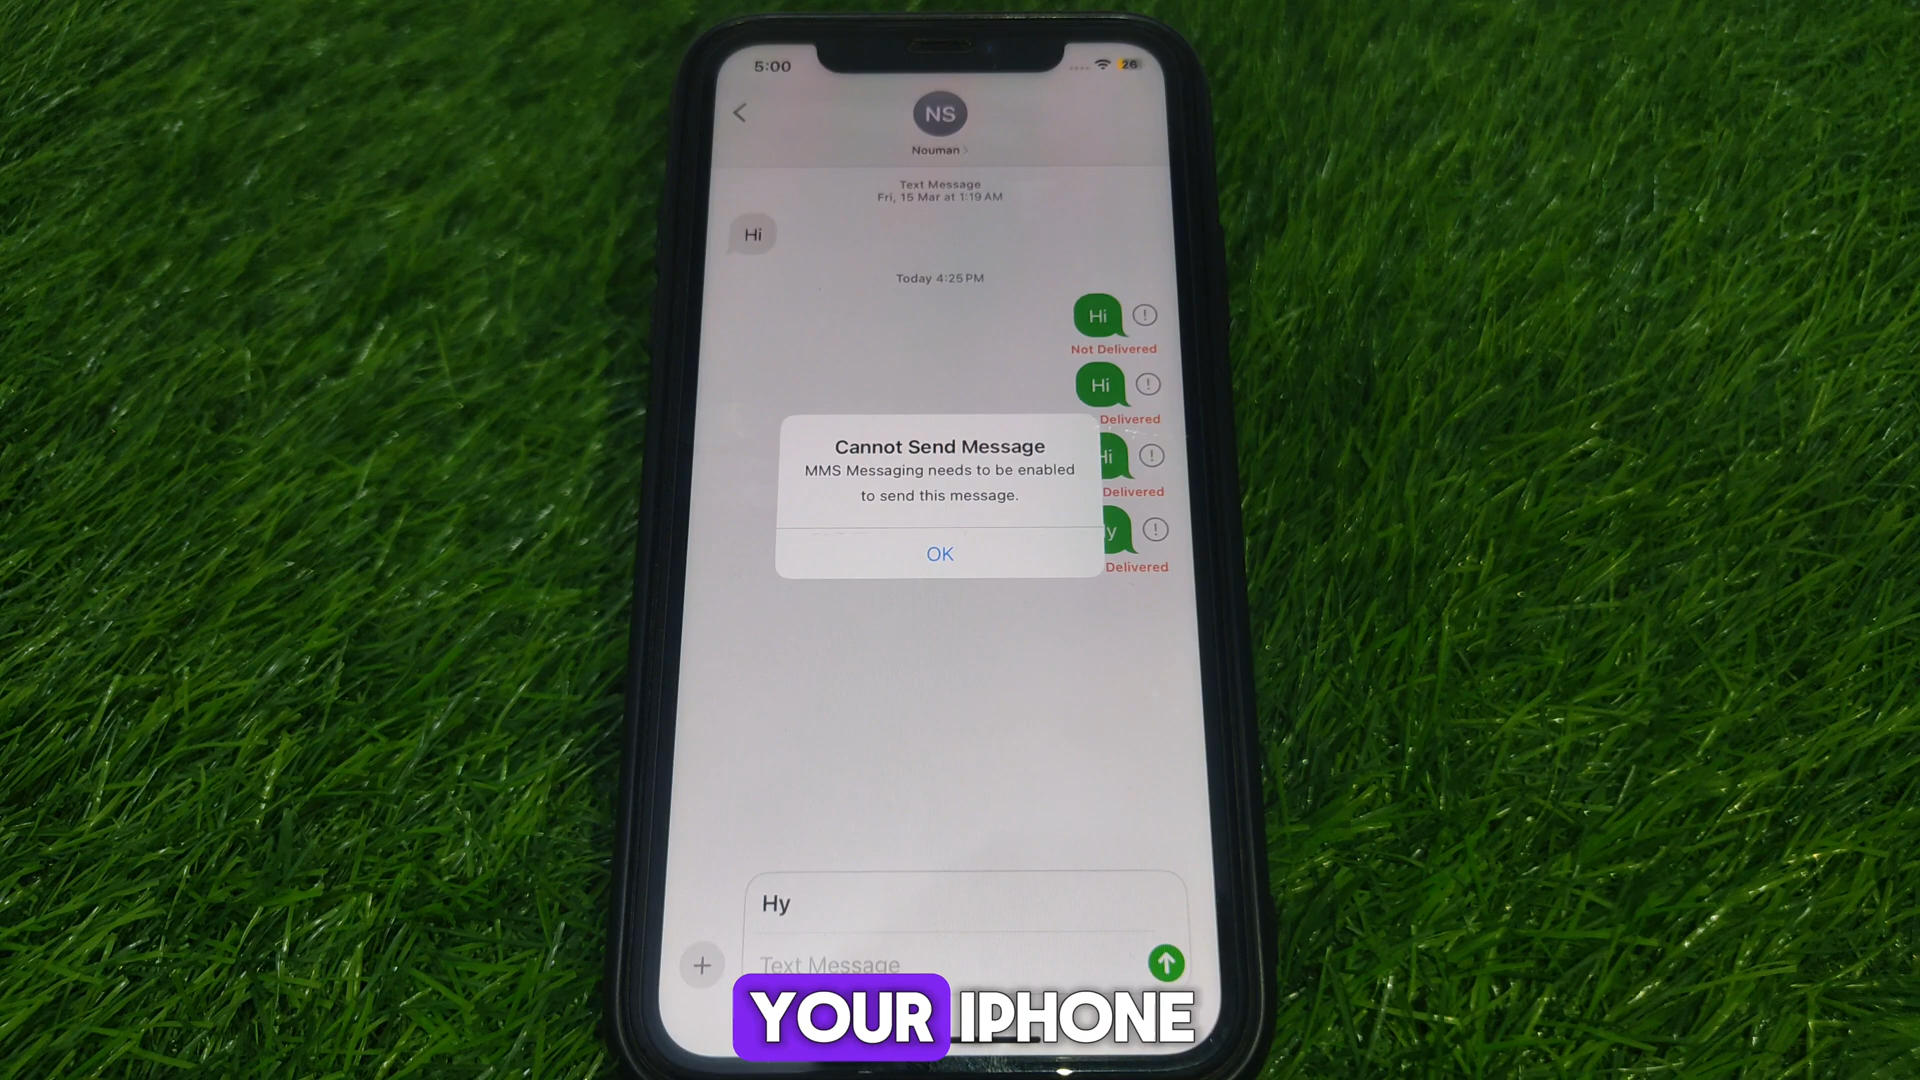 5:00
26
NS
Nouman
Text Message
Fri, 15 Mar at 1:19 AM
Hi
Today 4:25 PM
Hi
Not Delivered
Hi
Delivered
Hi
Delivered
y
Delivered
Cannot Send Message
MMS Messaging needs to be enabled
to send this message.
OK
Hy
Text Message
YOUR IPHONE